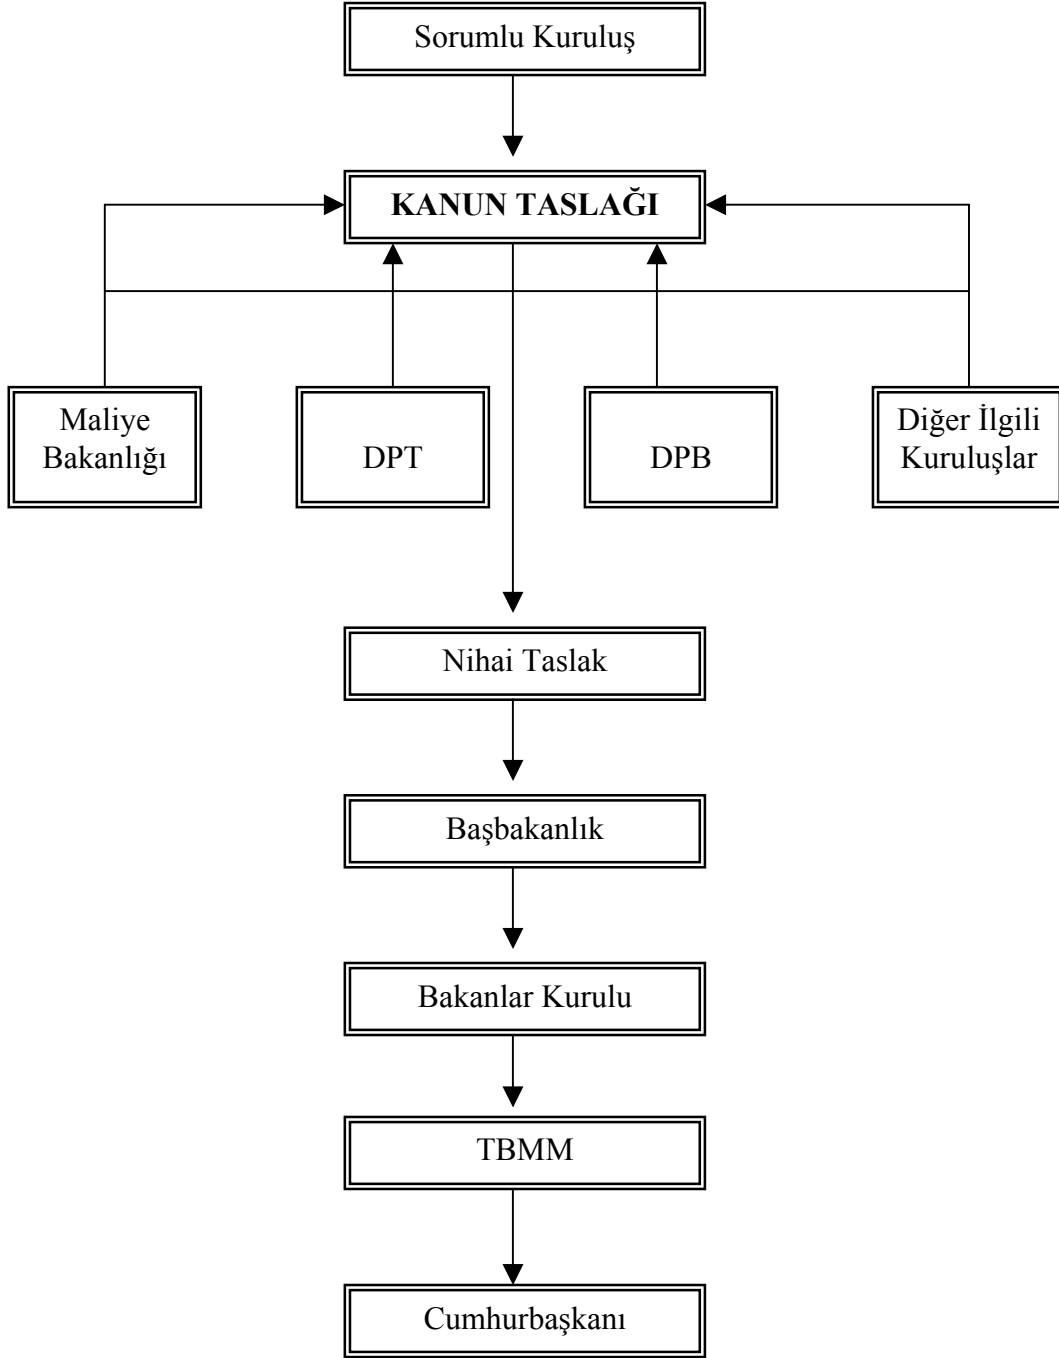 Sorumlu Kuruluş
KANUN TASLAĞI
Maliye
Bakanlığı
DPT
DPB
Diğer İlgili
Kuruluşlar
Nihai Taslak
Başbakanlık
Bakanlar Kurulu
TBMM
Cumhurbaşkanı